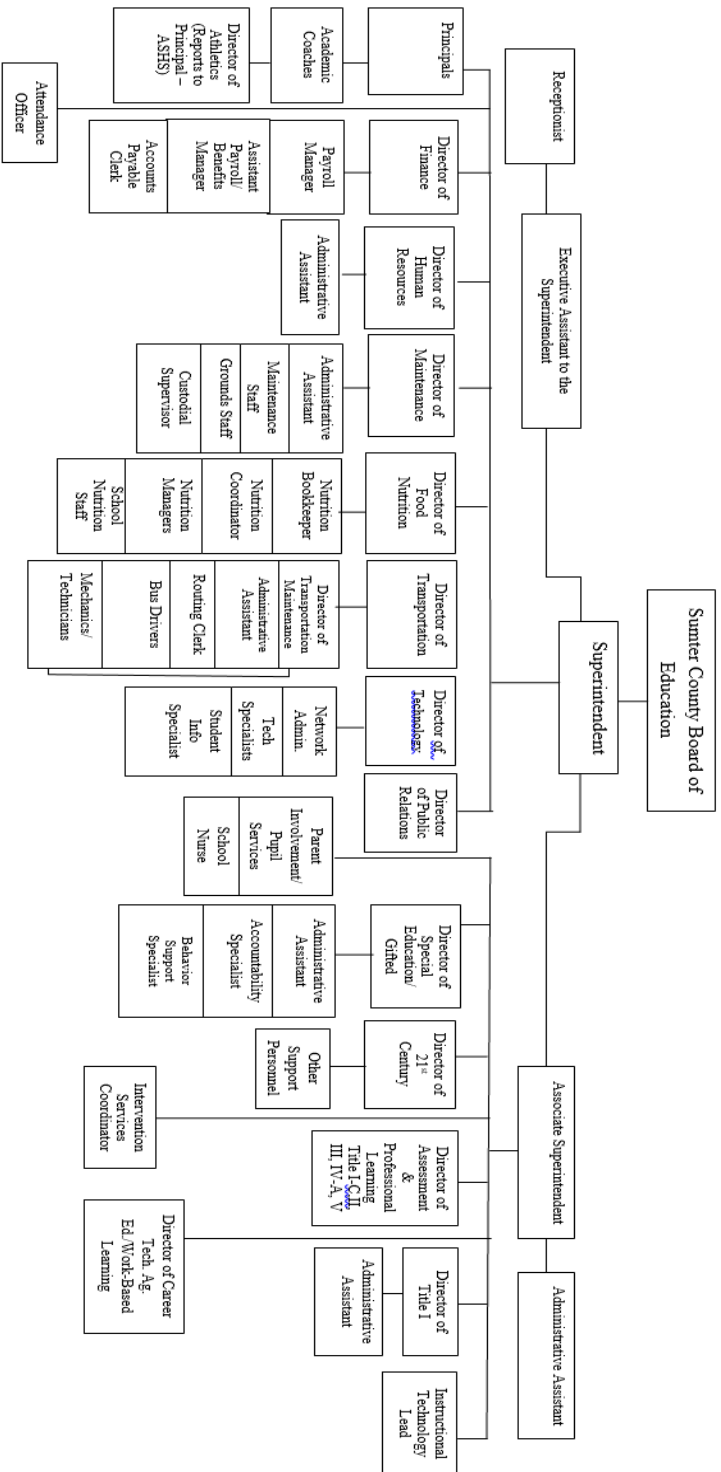 Sumter County Board of
Education
Superintendent
Receptionist
Executive Assistant to the
Superintendent
Associate Superintendent
Administrative Assistant
Principals
Academic
Coaches
Director of
Athletics
(Reports to
Principal –
ASHS)
Attendance
Officer
Director of
Finance
Payroll
Manager
Assistant
Payroll/
Benefits
Manager
Accounts
Payable
Clerk
Director of
Human
Resources
Administrative
Assistant
Director of
Maintenance
Administrative
Assistant
Maintenance
Staff
Grounds Staff
Custodial
Supervisor
Director of
Food
Nutrition
Nutrition
Bookkeeper
Nutrition
Coordinator
Nutrition
Managers
School
Nutrition
Staff
Director of
Transportation
Director of
Transportation
Maintenance
Administrative
Assistant
Routing Clerk
Bus Drivers
Mechanics/
Technicians
Director of
Technology
Network
Admin.
Tech
Specialists
Student
Info
Specialist
Director
of Public
Relations
Parent
Involvement/
Pupil
Services
School
Nurse
Director of
Special
Education/
Gifted
Administrative
Assistant
Accountability
Specialist
Behavior
Support
Specialist
Director of
21st
Century
Other
Support
Personnel
Intervention
Services
Coordinator
Director of
Assessment
&
Professional
Learning
Title I-C,II
III, IV-A, V
Director of Career
Tech. Ag.
Ed./Work-Based
Learning
Director of
Title I
Administrative
Assistant
Instructional
Technology
Lead